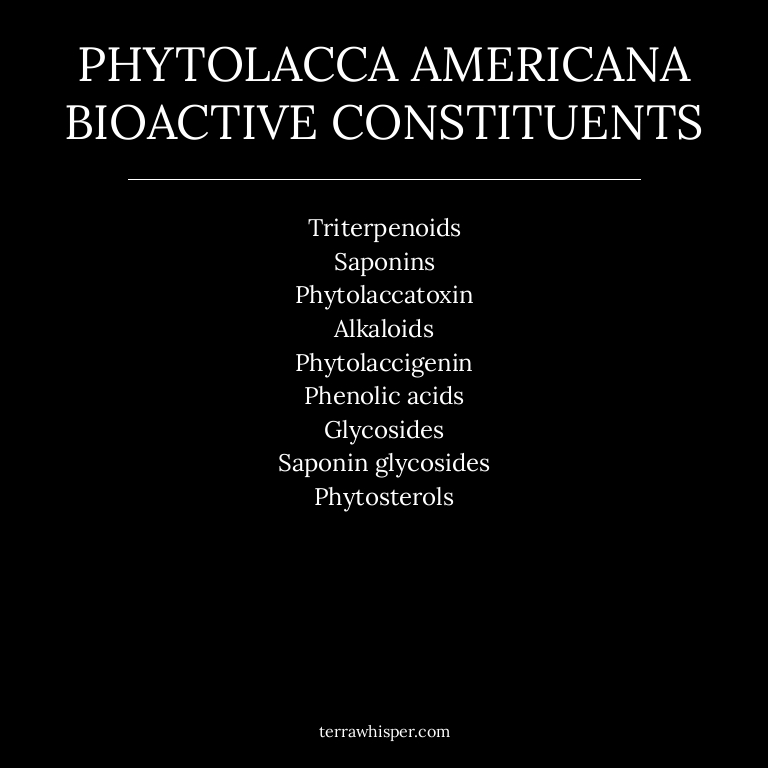 PHYTOLACCA AMERICANA
BIOACTIVE CONSTITUENTS
Triterpenoids
Saponins
Phytolaccatoxin
Alkaloids
Phytolaccigenin
Phenolic acids
Glycosides
Saponin glycosides
Phytosterols
terrawhisper.com